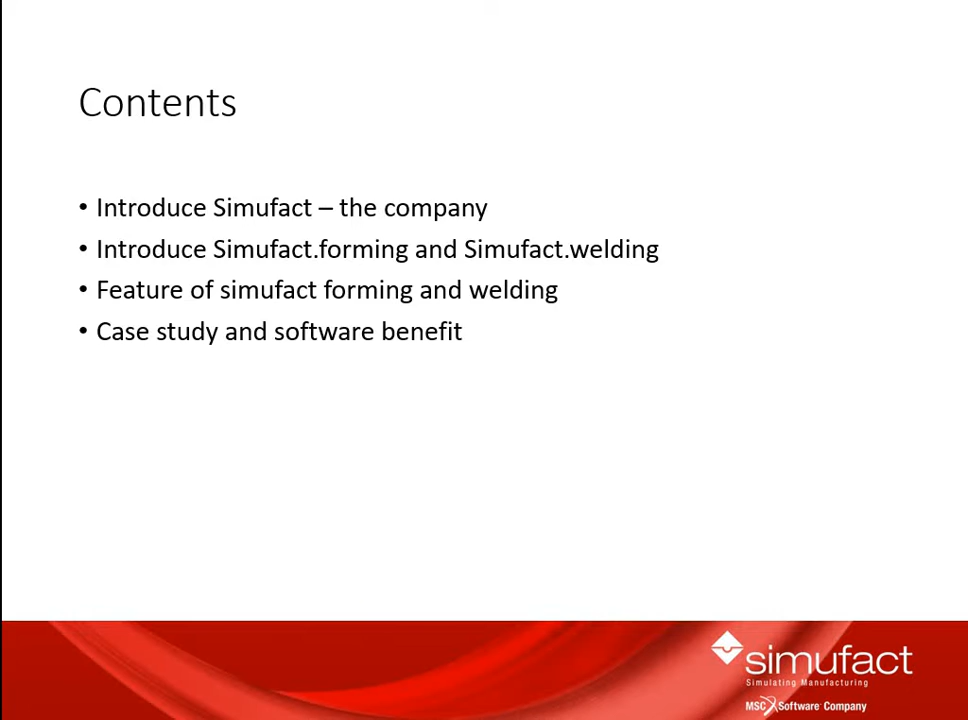 Contents
• Introduce Simufact – the company
• Introduce Simufact.forming and Simufact.welding
• Feature of simufact forming and welding
• Case study and software benefit
simufact
Simulating Manufacturing
MSC Software Company